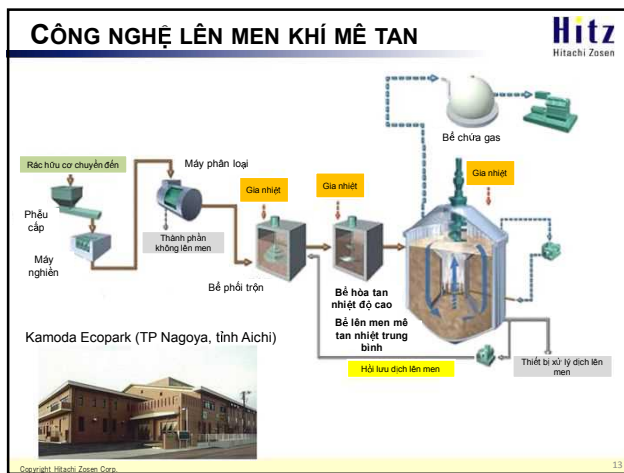 CÔNG NGHỆ LÊN MEN KHÍ MÊ TAN
Hitz
Hitachi Zosen
Bể chứa gas
Rác hữu cơ chuyển đến
Máy phân loại
Gia nhiệt
Gia nhiệt
Gia nhiệt
Phễu
cấp
Máy
nghiền
Thành phần
không lên men
Bể phối trộn
Bể hòa tan
nhiệt độ cao
Bể lên men mê
tan nhiệt trung
bình
Kamoda Ecopark (TP Nagoya, tỉnh Aichi)
Hồi lưu dịch lên men
Thiết bị xử lý dịch lên
men
Copyright Hitachi Zosen Corp.
13